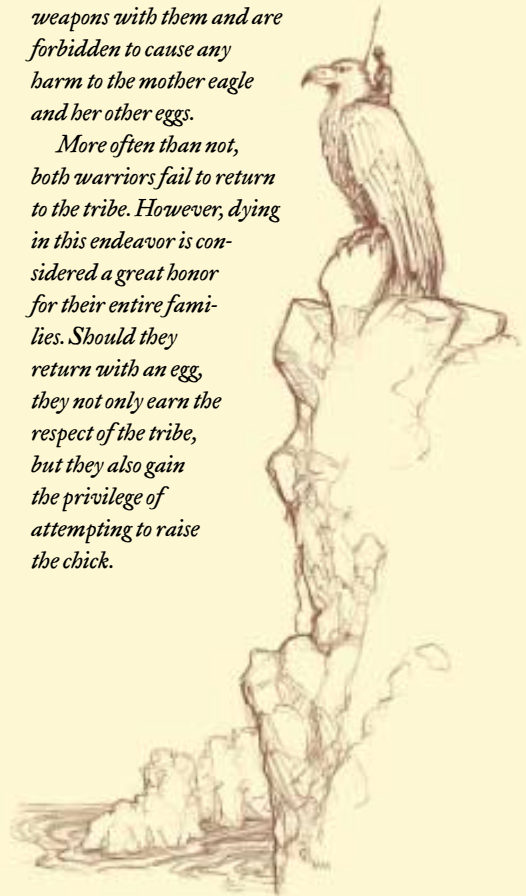 weapons with them and are
forbidden to cause any
harm to the mother eagle
and her other eggs.
More often than not,
both warriors fail to return
to the tribe. However, dying
in this endeavor is con-
sidered a great honor
for their entire fami-
lies. Should they
return with an egg,
they not only earn the
respect of the tribe,
but they also gain
the privilege of
attempting to raise
the chick.